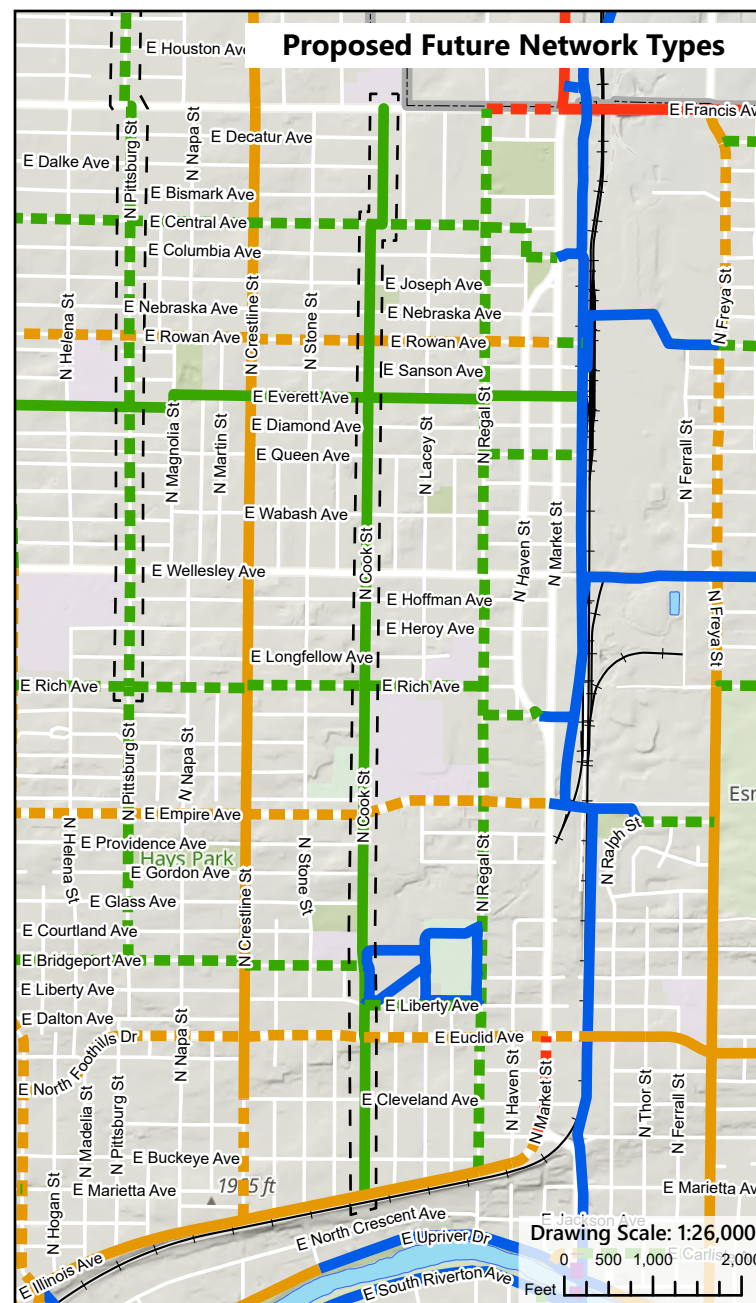 Proposed Future Network Types
E Houston Av
E Francis Av
N Pittsburg St
N Napa St
E Decatur Ave
E Dalke Ave
E Bismark Ave
E Central Ave
E Columbia Ave
N Crestline St
N Stone St
E Joseph Ave
N Freya St
N Helena St
E Nebraska Ave
E Nebraska Ave
E Rowan Ave
E Rowan Ave
E Sanson Ave
E Everett Ave
N Regal St
N Magnolia St
N Martin St
E Diamond Ave
N Lacey St
N Ferrall St
E Queen Ave
E Wabash Ave
N Haven St
N Market St
N Cook St
E Wellesley Ave
E Hoffman Ave
N Freya St
E Heroy Ave
E Longfellow Ave
E Rich Ave
E Rich Ave
N Pittsburg St
N Napa St
N Cook St
Esm
E Empire Ave
N Helena St
E Providence Ave
N Stone St
N Regal St
N Ralph St
Hays Park
E Gordon Ave
N Crestline St
E Glass Ave
E Courtland Ave
E Bridgeport Ave
E Liberty Ave
E Liberty Ave
E Dalton Ave
E Euclid Ave
E North Foothills Dr
N Napa St
N Haven St
N Market St
N Madelia St
N Pittsburg St
E Cleveland Ave
N Thor St
N Ferrall St
E Buckeye Ave
E Marietta Ave
E Marietta Av
N Hogan St
E North Crescent Ave
E Jackson Ave
E Upriver Dr
Drawing Scale: 1:26,000
E Illinois Ave
E South Riverton Ave
0 500 1,000 2,000
Feet